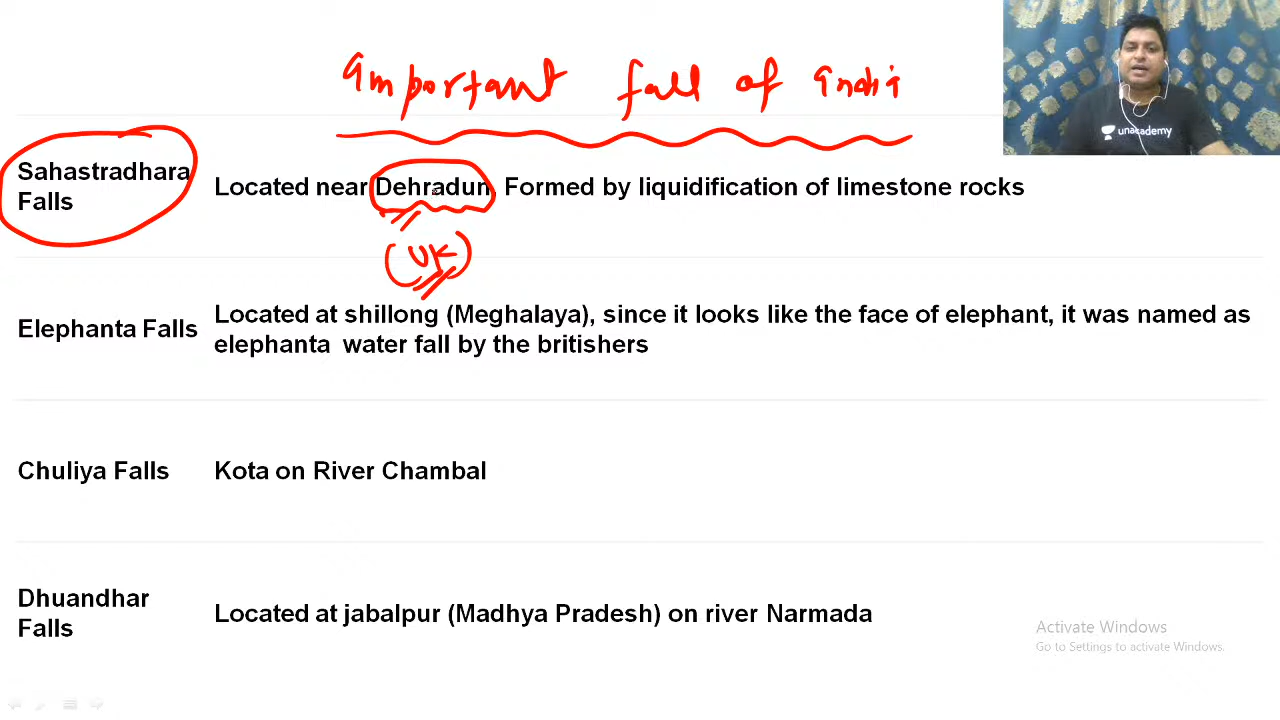 Important fall of India
unacademy
Sahastradhara
Falls
Located near Dehradun. Formed by liquidification of limestone rocks
(UK)
Elephanta Falls
Located at shillong (Meghalaya), since it looks like the face of elephant, it was named as
elephanta water fall by the britishers
Chuliya Falls
Kota on River Chambal
Dhuandhar
Falls
Located at jabalpur (Madhya Pradesh) on river Narmada
Activate Windows
Go to Settings to activate Windows.